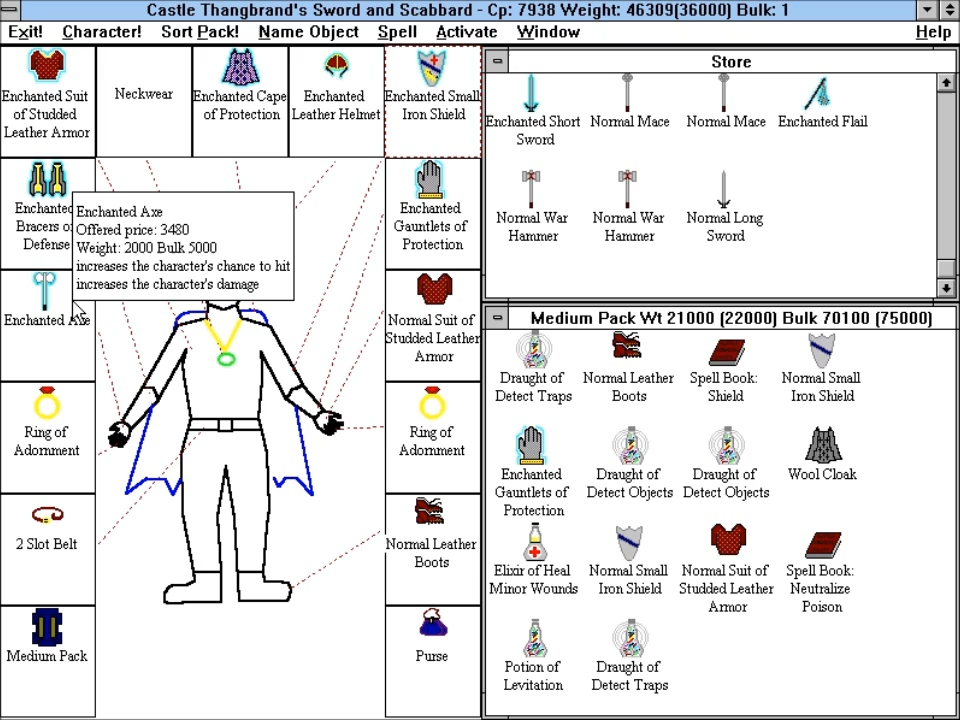 Castle Thangbrand's Sword and Scabbard - Cp: 7938 Weight: 46309(36000) Bulk: 1
Exit! Character! Sort Pack! Name Object Spell Activate Window Help
Enchanted Suit
of Studded
Leather Armor
Neckwear
Enchanted Cape
of Protection
Enchanted
Leather Helmet
Enchanted Small
Iron Shield
Enchanted
Bracers o
Defense
Enchanted
Gauntlets of
Protection
Enchanted Axe
Offered price: 3480
Weight: 2000 Bulk 5000
increases the character's chance to hit
increases the character's damage
Enchanted Axe
Normal Suit of
Studded Leather
Armor
Ring of
Adornment
Ring of
Adornment
2 Slot Belt
Normal Leather
Boots
Medium Pack
Purse
Store
Enchanted Short
Sword
Normal Mace
Normal Mace
Enchanted Flail
Normal War
Hammer
Normal War
Hammer
Normal Long
Sword
Medium Pack Wt 21000 (22000) Bulk 70100 (75000)
Draught of
Detect Traps
Normal Leather
Boots
Spell Book:
Shield
Normal Small
Iron Shield
Enchanted
Gauntlets of
Protection
Draught of
Detect Objects
Draught of
Detect Objects
Wool Cloak
Elixir of Heal
Minor Wounds
Normal Small
Iron Shield
Normal Suit of
Studded Leather
Armor
Spell Book:
Neutralize
Poison
Potion of
Levitation
Draught of
Detect Traps